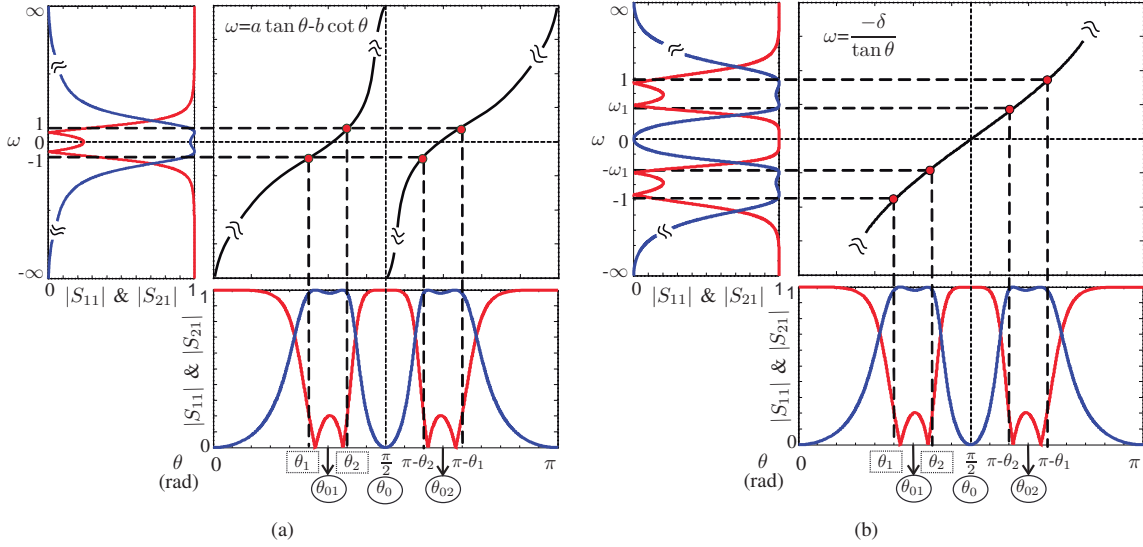 ∞
1
ω 0
-1
-∞
0 1
|S11| & |S21|
ω=a tan θ-b cot θ
1
|S11| & |S21|
0
θ (rad)
θ1 θ2 π/2 π-θ2 π-θ1 π
θ01 θ0 θ02
(a)
∞
1
ω1
ω 0
-ω1
-1
-∞
0 1
|S11| & |S21|
ω=-δ/tan θ
1
|S11| & |S21|
0
θ (rad)
θ1 θ2 π/2 π-θ2 π-θ1 π
θ01 θ0 θ02
(b)